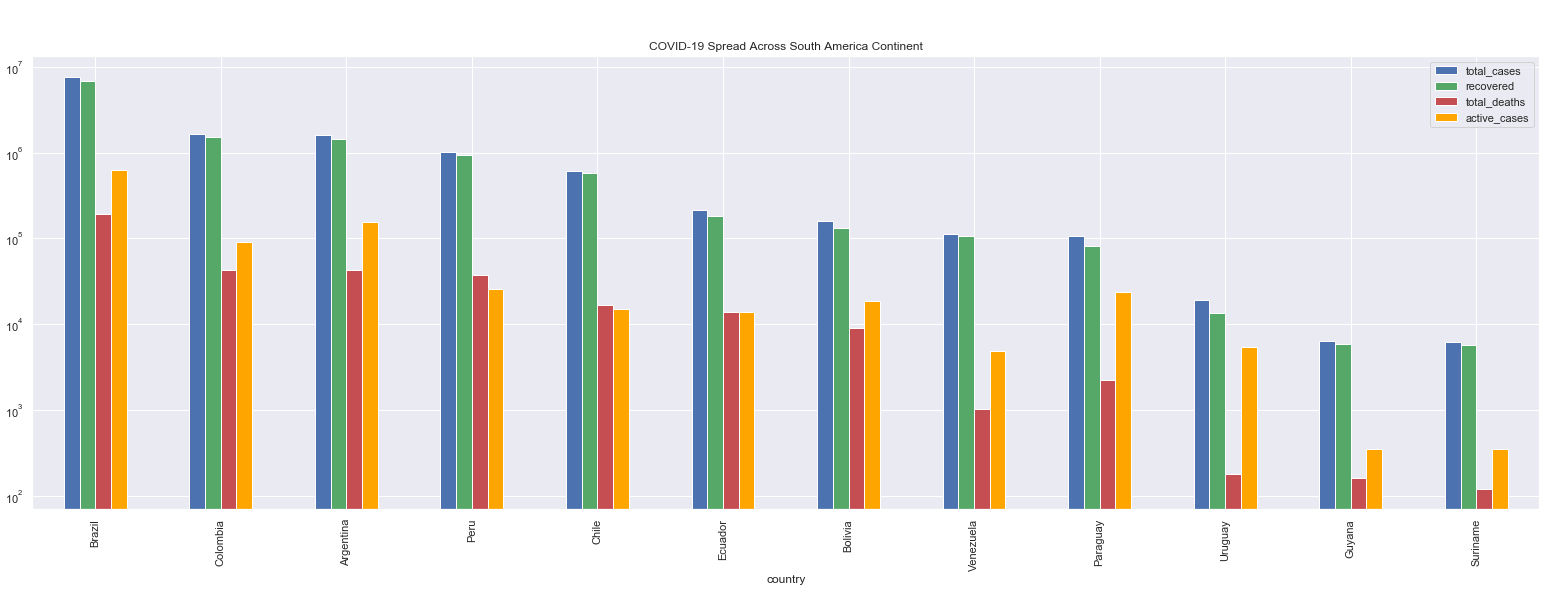 COVID-19 Spread Across South America Continent
10⁷
10⁶
10⁵
10⁴
10³
10²
total_cases
recovered
total_deaths
active_cases
Brazil
Colombia
Argentina
Peru
Chile
Ecuador
Bolivia
Venezuela
Paraguay
Uruguay
Guyana
Suriname
country